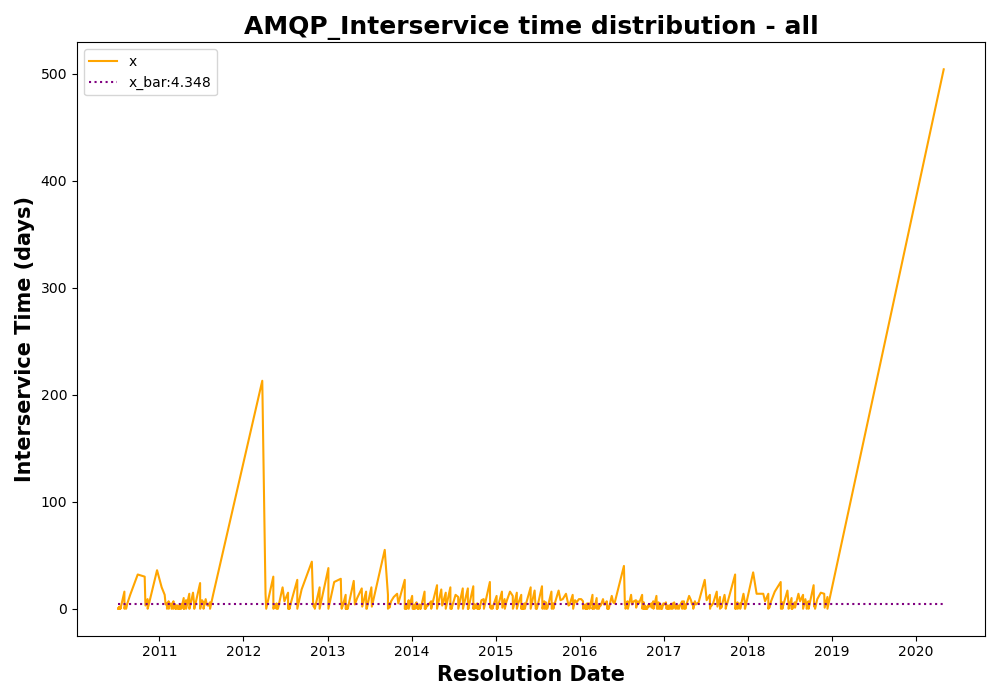 AMQP_Interservice time distribution - all
x
x_bar:4.348
Interservice Time (days)
500
400
300
200
100
0
2011 2012 2013 2014 2015 2016 2017 2018 2019 2020
Resolution Date